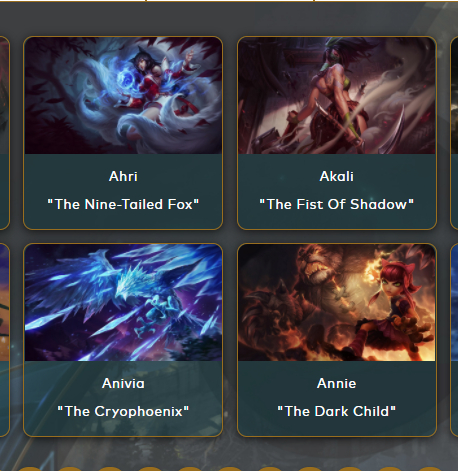 Ahri
"The Nine-Tailed Fox"
Akali
"The Fist Of Shadow"
Anivia
"The Cryophoenix"
Annie
"The Dark Child"